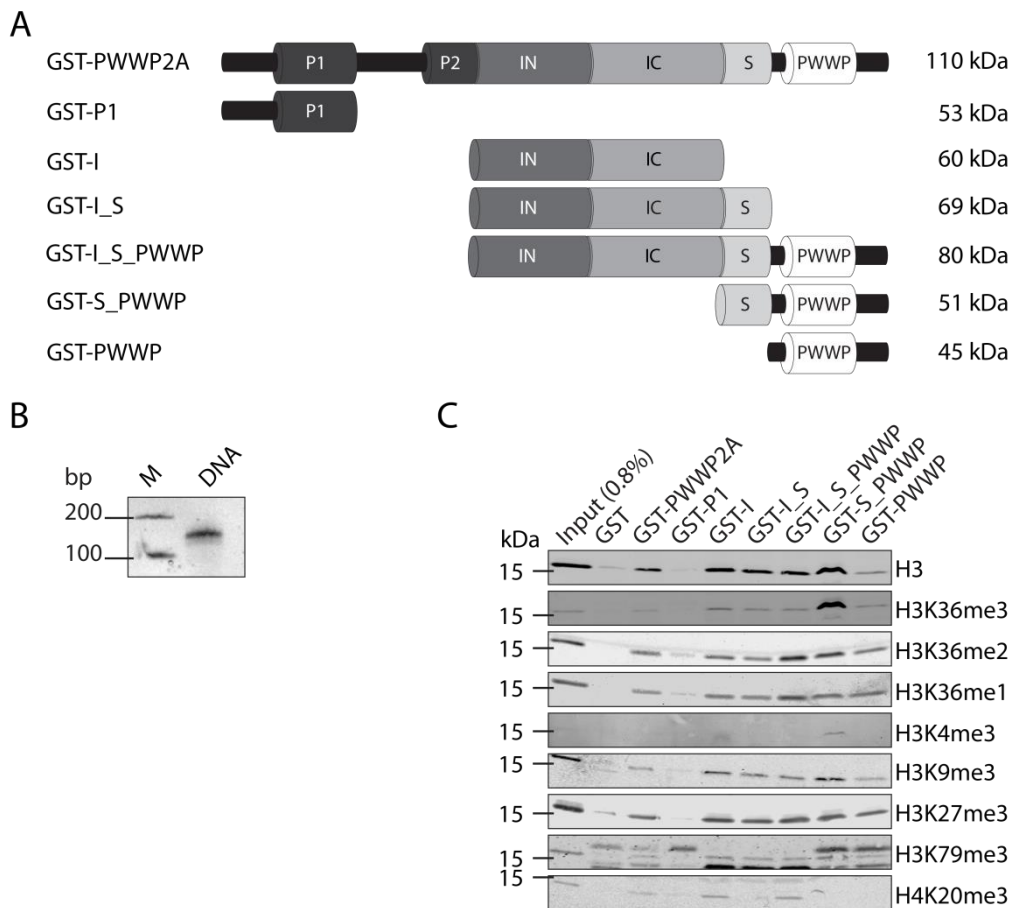 A
GST-PWWP2A P1 P2 IN IC S PWWP 110 kDa
GST-P1 P1 53 kDa
GST-I IN IC 60 kDa
GST-I_S IN IC S 69 kDa
GST-I_S_PWWP IN IC S PWWP 80 kDa
GST-S_PWWP S PWWP 51 kDa
GST-PWWP PWWP 45 kDa
B
bp M DNA
200
100
C
kDa Input (0.8%) GST GST-PWWP2A GST-P1 GST-I GST-I_S GST-I_S_PWWP GST-S_PWWP GST-PWWP
15 H3
15 H3K36me3
15 H3K36me2
15 H3K36me1
15 H3K4me3
15 H3K9me3
15 H3K27me3
15 H3K79me3
15 H4K20me3